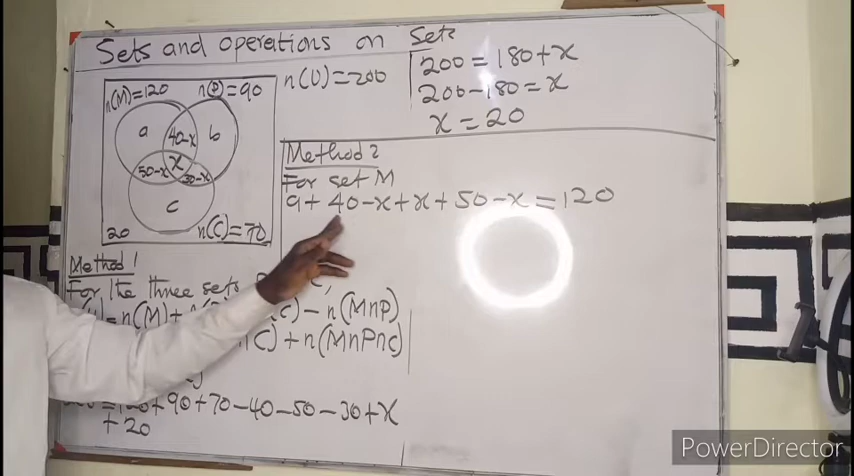 Sets and operations on Sets
n(M)=120 n(P)=90
a 40-x b
x
50-x 30-x
c
20 n(C)=70
n(U)=200
200=180+x
200-180=x
x=20
Method 2
For set M
a+40-x+x+50-x=120
Method 1
For the three sets
=n(M)+
C)-n(MnP)
C)+n(MnPnC)
+90+70-40-50-30+x
+20
PowerDirector